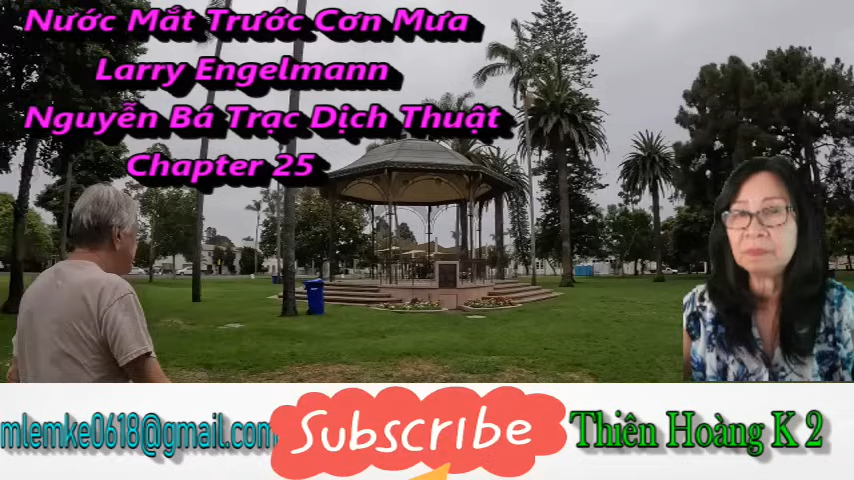 Nước Mắt Trước Cơn Mưa
Larry Engelmann
Nguyễn Bá Trạc Dịch Thuật
Chapter 25
mlemke0618@gmail.com
Subscribe
Thiên Hoàng K 2